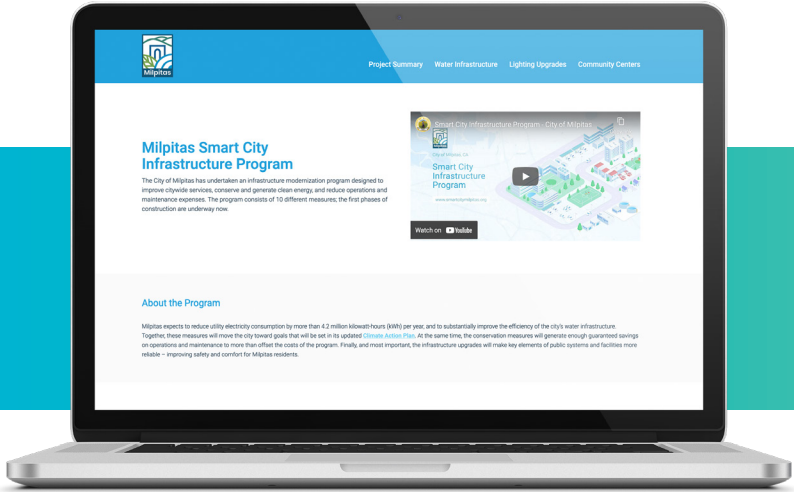 Milpitas
Project Summary Water Infrastructure Lighting Upgrades Community Centers
Milpitas Smart City
Infrastructure Program
The City of Milpitas has undertaken an infrastructure modernization program designed to
improve citywide services, conserve and generate clean energy, and reduce operations and
maintenance expenses. The program consists of 10 different measures; the first phases of
construction are underway now.
Smart City Infrastructure Program - City of Milpitas
Smart City
Infrastructure
Program
www.smartcitymilpitas.org
Watch on YouTube
About the Program
Milpitas expects to reduce utility electricity consumption by more than 4.2 million kilowatt-hours (kWh) per year, and to substantially improve the efficiency of the city's water infrastructure.
Together, these measures will move the city toward goals that will be set in its updated Climate Action Plan. At the same time, the conservation measures will generate enough guaranteed savings
on operations and maintenance to more than offset the costs of the program. Finally, and most important, the infrastructure upgrades will make key elements of public systems and facilities more
reliable – improving safety and comfort for Milpitas residents.